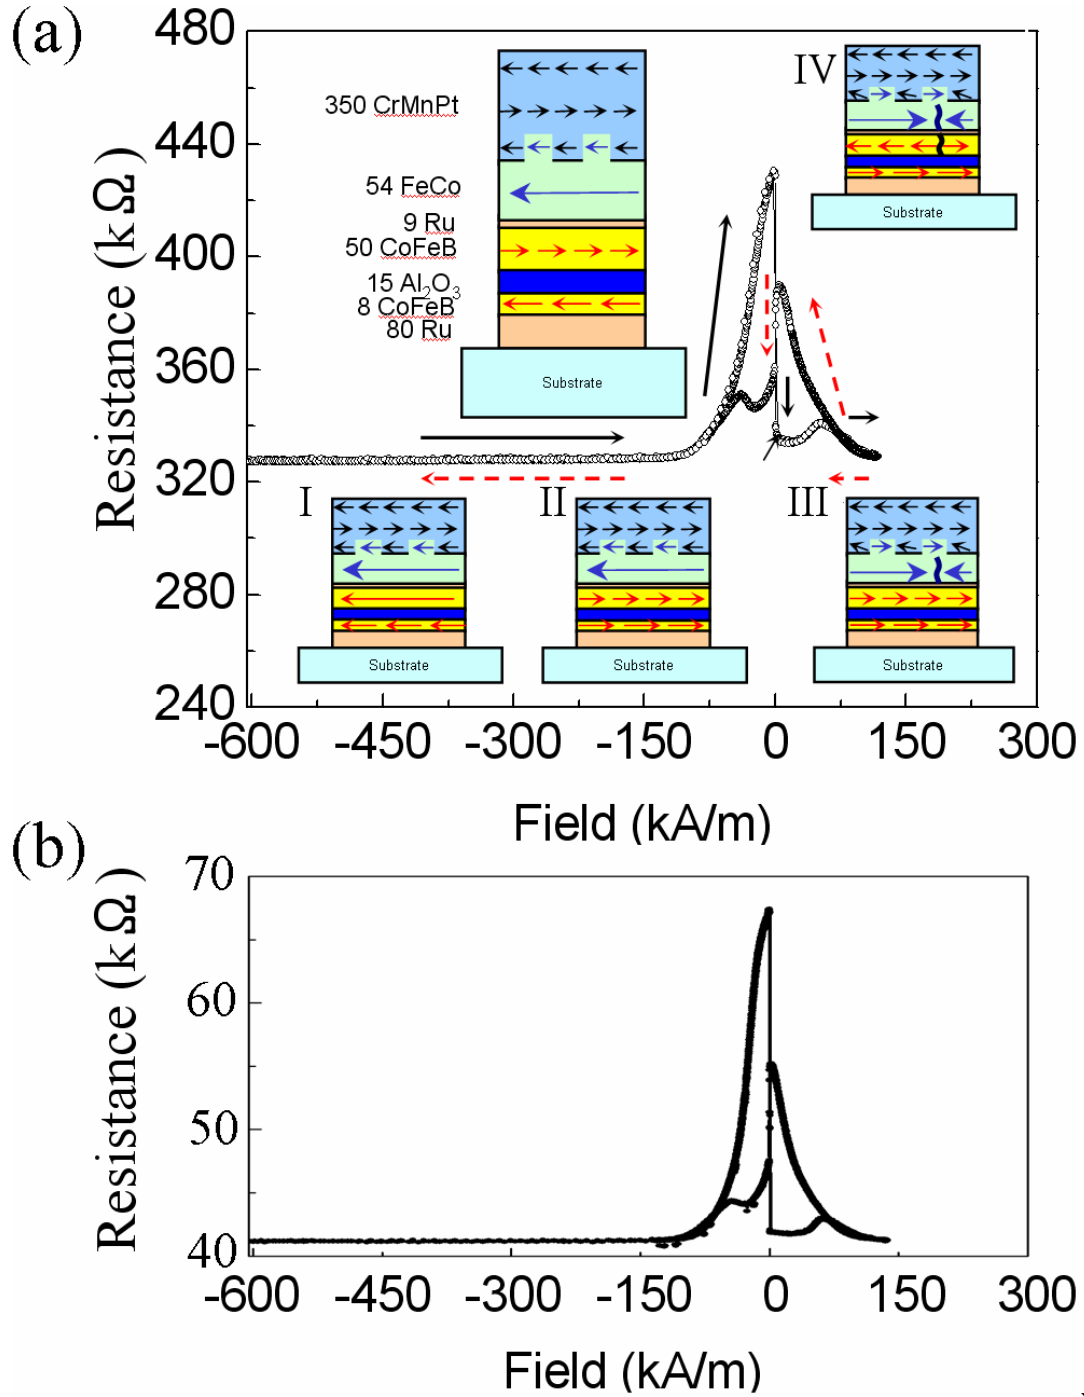 (a)
Resistance (kΩ)
480
440
400
360
320
280
240
350 CrMnPt
54 FeCo
9 Ru
50 CoFeB
15 Al2O3
8 CoFeB
80 Ru
Substrate
IV
Substrate
I
Substrate
II
Substrate
III
Substrate
-600 -450 -300 -150 0 150 300
Field (kA/m)
(b)
Resistance (kΩ)
70
60
50
40
-600 -450 -300 -150 0 150 300
Field (kA/m)